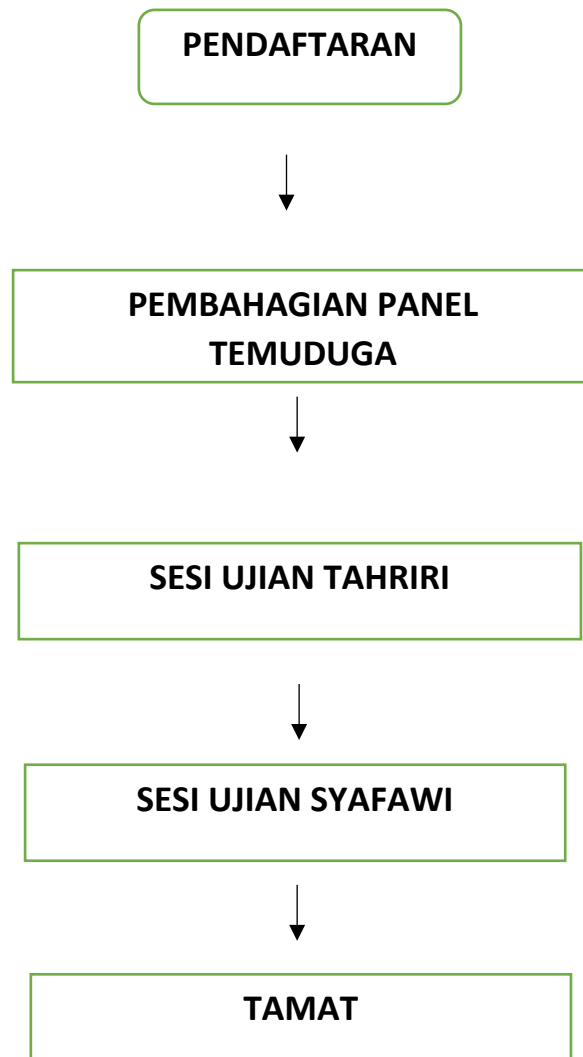 PENDAFTARAN
PEMBAHAGIAN PANEL
TEMUDUGA
SESI UJIAN TAHRIRI
SESI UJIAN SYAFAWI
TAMAT